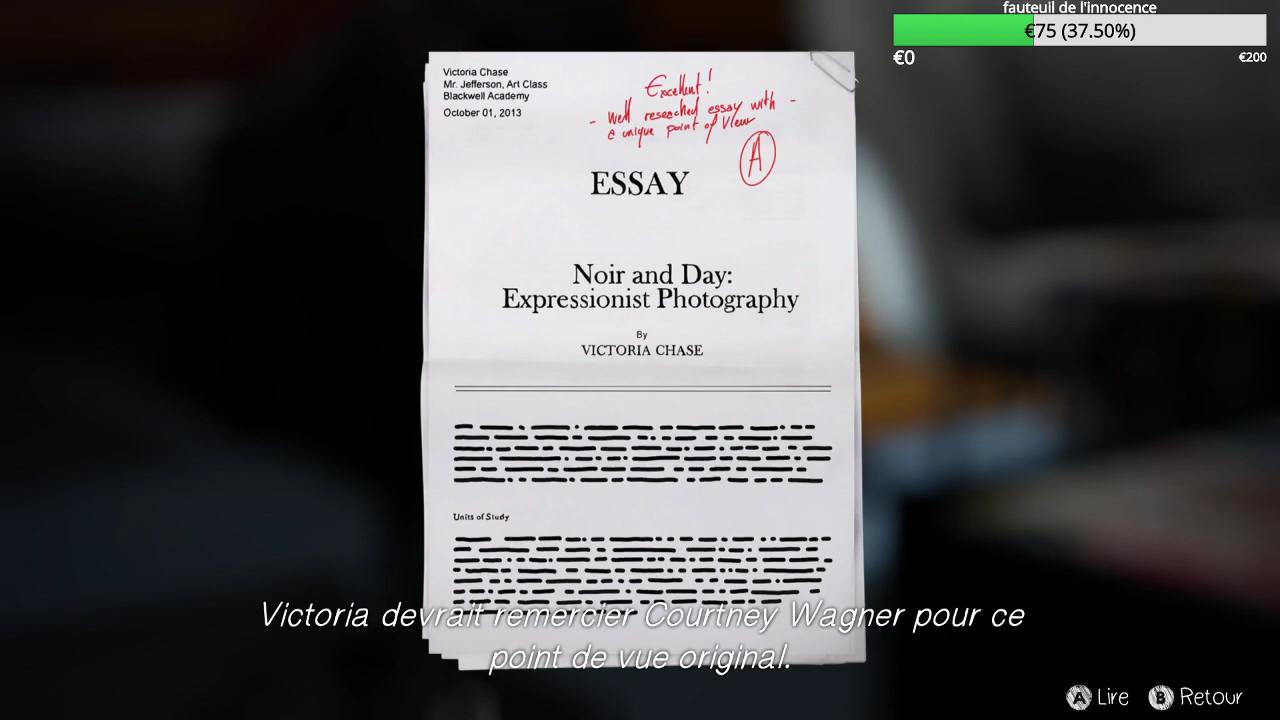 fauteuil de l'innocence
€75 (37.50%)
€0
€200
Victoria Chase
Mr. Jefferson, Art Class
Blackwell Academy
October 01, 2013
Excellent!
- Well reseached essay with -
a unique point of View
A
ESSAY
Noir and Day:
Expressionist Photography
By
VICTORIA CHASE
Units of Study
Victoria devrait remercier Courtney Wagner pour ce
point de vue original.
A Lire B Retour